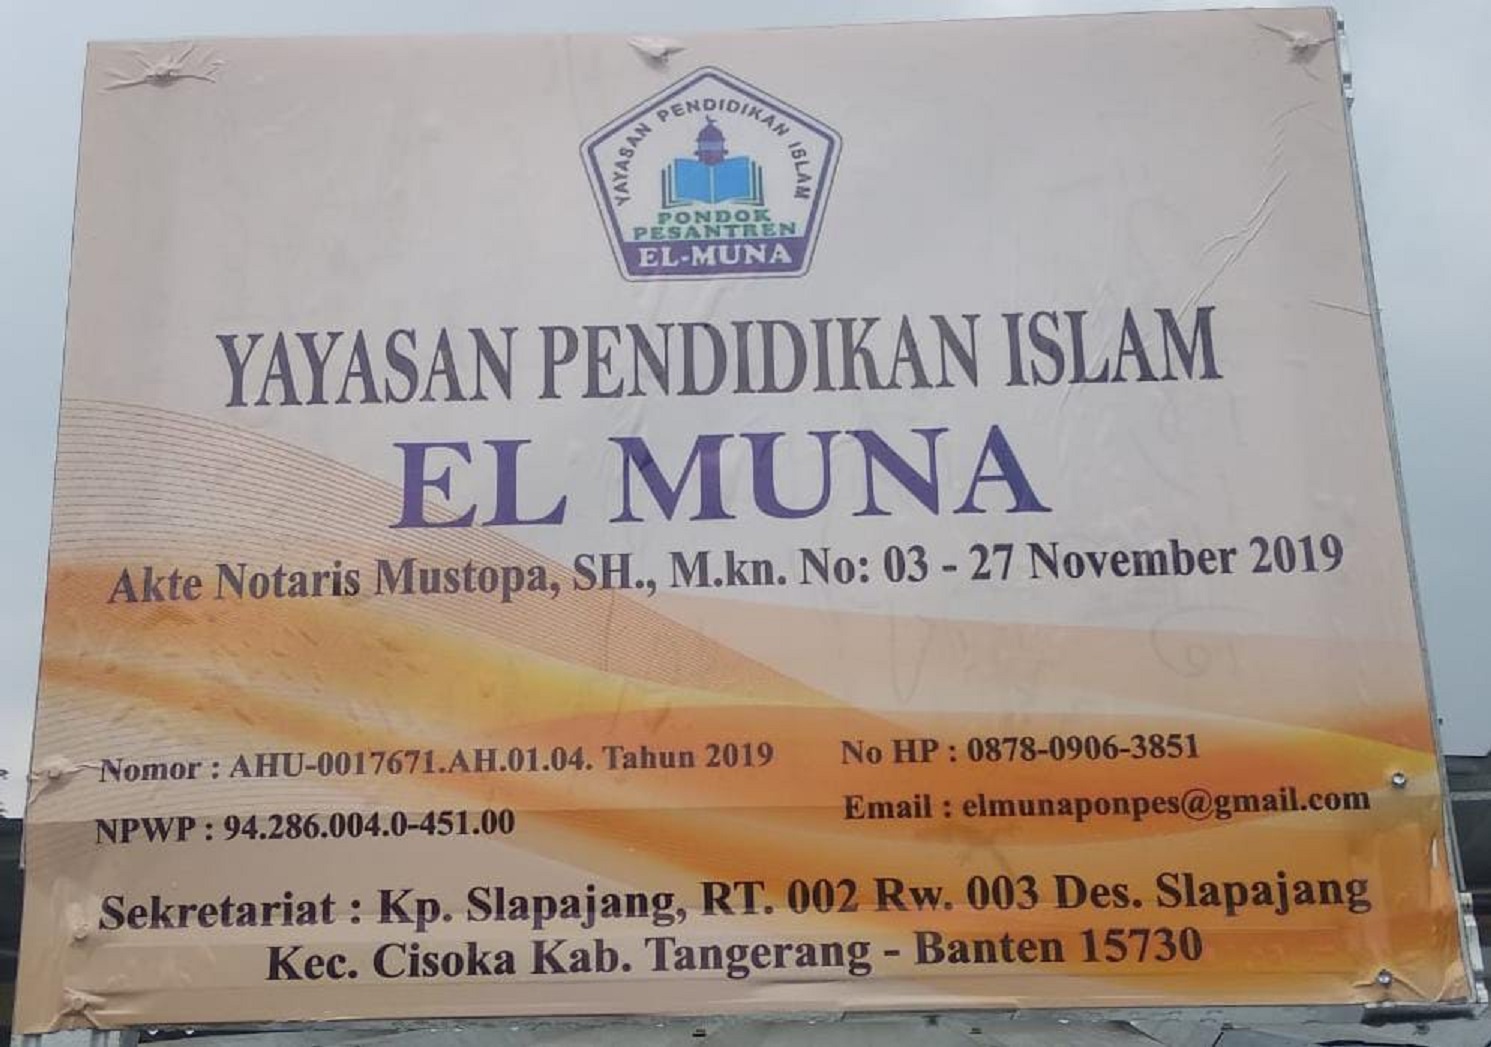 YAYASAN PENDIDIKAN ISLAM
PONDOK
PESANTREN
EL-MUNA
YAYASAN PENDIDIKAN ISLAM
EL MUNA
Akte Notaris Mustopa, SH., M.kn. No: 03 - 27 November 2019
Nomor : AHU-0017671.AH.01.04. Tahun 2019
No HP : 0878-0906-3851
NPWP : 94.286.004.0-451.00
Email : elmunaponpes@gmail.com
Sekretariat : Kp. Slapajang, RT. 002 Rw. 003 Des. Slapajang
Kec. Cisoka Kab. Tangerang - Banten 15730